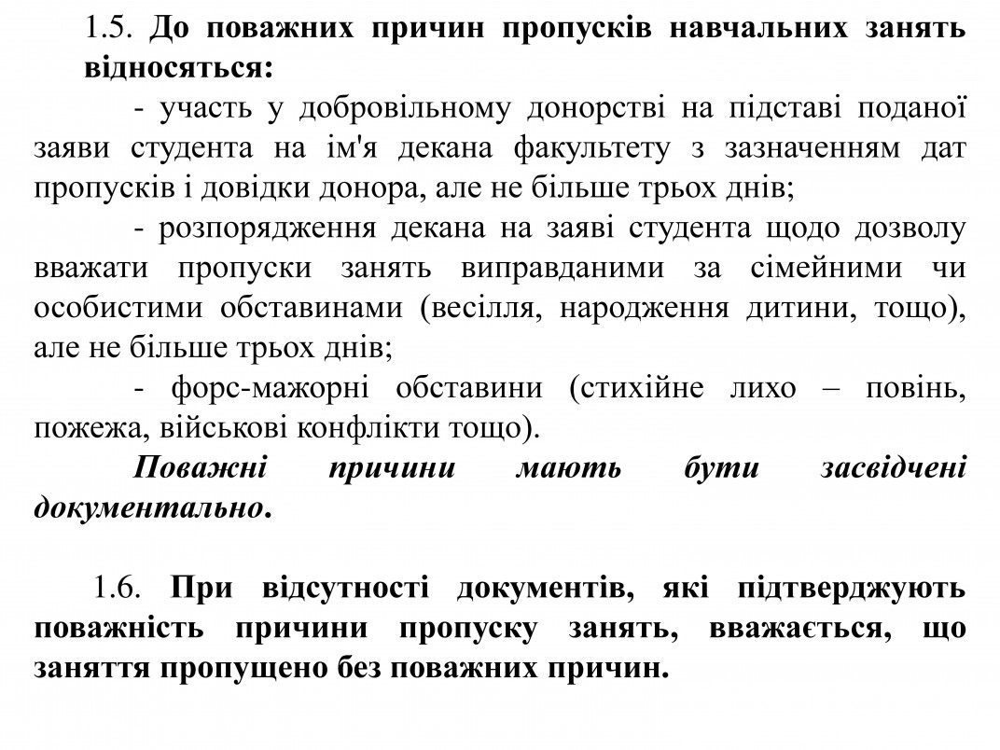 1.5. До поважних причин пропусків навчальних занять
відносяться:
- участь у добровільному донорстві на підставі поданої
заяви студента на ім'я декана факультету з зазначенням дат
пропусків і довідки донора, але не більше трьох днів;
- розпорядження декана на заяві студента щодо дозволу
вважати пропуски занять виправданими за сімейними чи
особистими обставинами (весілля, народження дитини, тощо),
але не більше трьох днів;
- форс-мажорні обставини (стихійне лихо – повінь,
пожежа, військові конфлікти тощо).
Поважні причини мають бути засвідчені
документально.
1.6. При відсутності документів, які підтверджують
поважність причини пропуску занять, вважається, що
заняття пропущено без поважних причин.